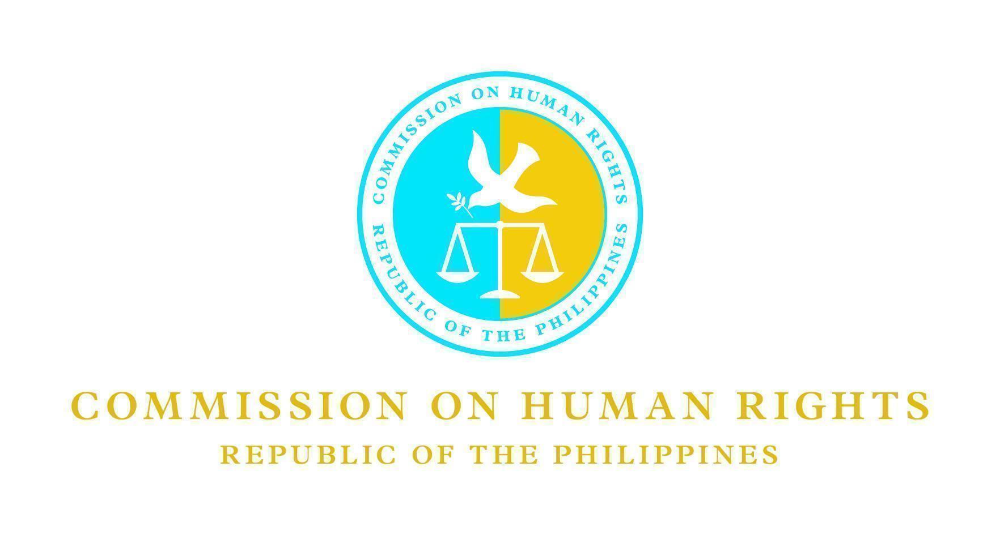 COMMISSION ON HUMAN RIGHTS
REPUBLIC OF THE PHILIPPINES
COMMISSION ON HUMAN RIGHTS
REPUBLIC OF THE PHILIPPINES